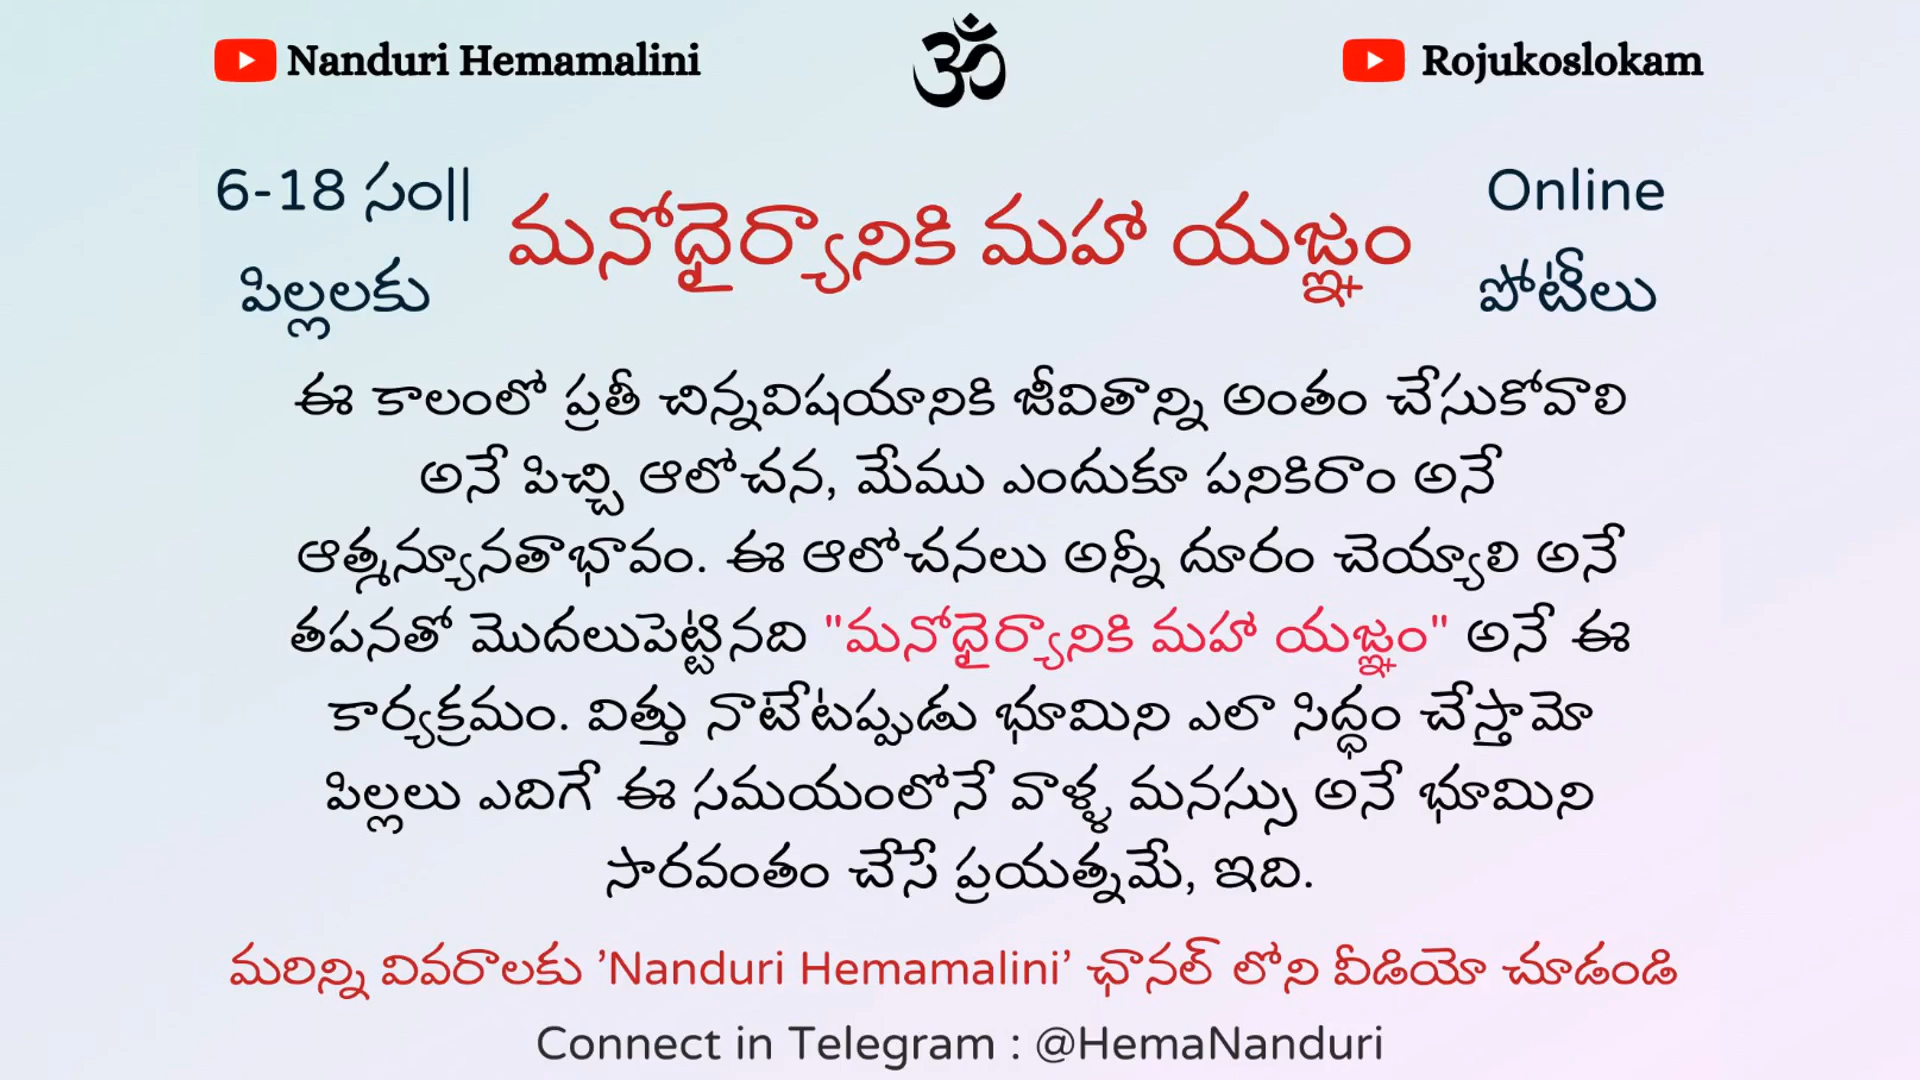 Nanduri Hemamalini ॐ Rojukoslokam
6-18 సం||
పిల్లలకు
మనోధైర్యానికి మహా యజ్ఞం
Online
పోటీలు
ఈ కాలంలో ప్రతీ చిన్నవిషయానికి జీవితాన్ని అంతం చేసుకోవాలి
అనే పిచ్చి ఆలోచన, మేము ఎందుకూ పనికిరాం అనే
ఆత్మన్యూనతాభావం. ఈ ఆలోచనలు అన్నీ దూరం చెయ్యాలి అనే
తపనతో మొదలుపెట్టినది "మనోధైర్యానికి మహా యజ్ఞం" అనే ఈ
కార్యక్రమం. విత్తు నాటేటప్పుడు భూమిని ఎలా సిద్ధం చేస్తామో
పిల్లలు ఎదిగే ఈ సమయంలోనే వాళ్ళ మనస్సు అనే భూమిని
సారవంతం చేసే ప్రయత్నమే, ఇది.
మరిన్ని వివరాలకు ’Nanduri Hemamalini’ ఛానల్ లోని వీడియో చూడండి
Connect in Telegram : @HemaNanduri